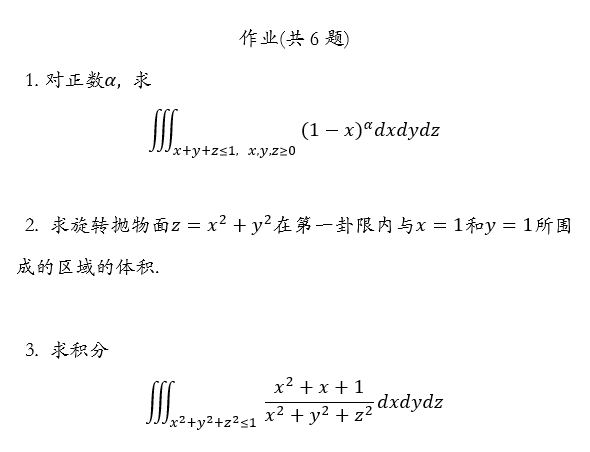 作业(共 6 题)
1. 对正数α, 求
∭_{x+y+z≤1, x,y,z≥0} (1 − x)^α dxdydz
2. 求旋转抛物面z = x² + y²在第一卦限内与x = 1和y = 1所围
成的区域的体积.
3. 求积分
∭_{x²+y²+z²≤1} \frac{x² + x + 1}{x² + y² + z²} dxdydz